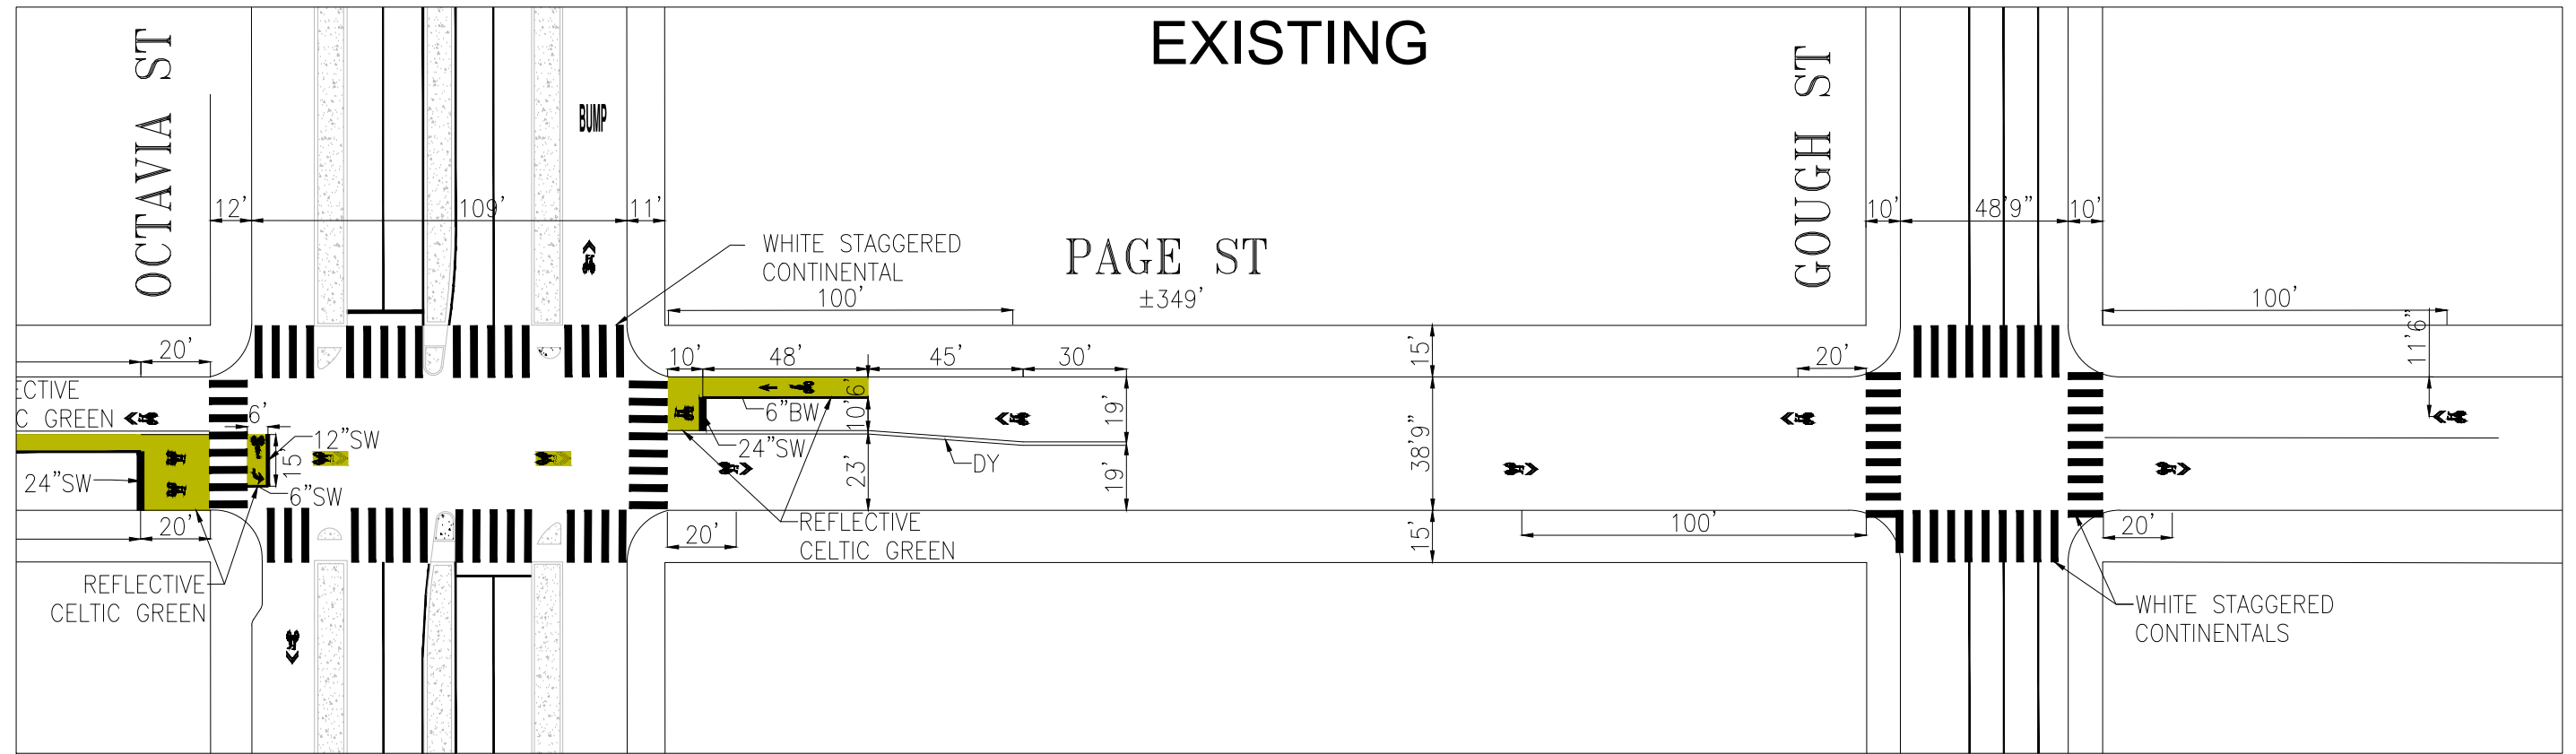 EXISTING
OCTAVIA ST
BUMP
GOUGH ST
12'
109'
11'
10'
48'9"
10'
WHITE STAGGERED
CONTINENTAL
PAGE ST
±349'
100'
100'
11'6"
20'
10'
48'
45'
30'
15'
20'
ECTIVE
C GREEN
6'
12"SW
15'
6"SW
24"SW
20'
6"BW
10'6"
24"SW
23'
DY
19'
19'
38'9"
REFLECTIVE
CELTIC GREEN
20'
15'
100'
20'
REFLECTIVE
CELTIC GREEN
WHITE STAGGERED
CONTINENTALS